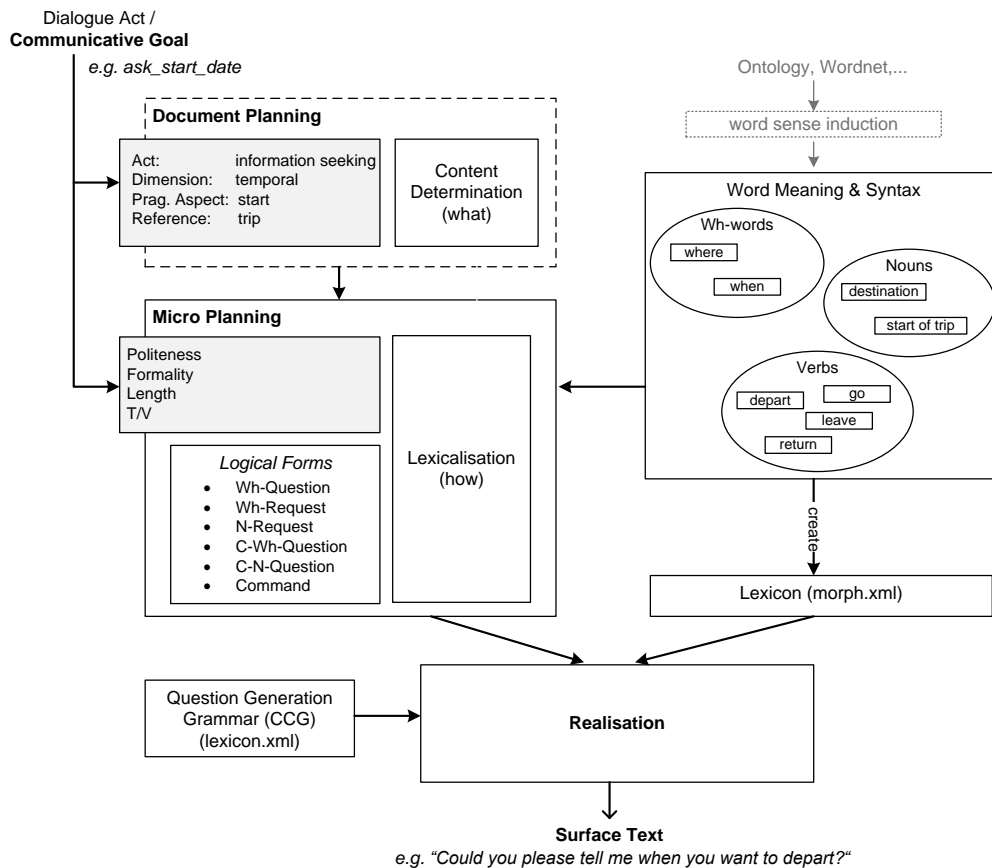 Dialogue Act /
Communicative Goal
e.g. ask_start_date
Document Planning
Act: information seeking
Dimension: temporal
Prag. Aspect: start
Reference: trip
Content
Determination
(what)
Micro Planning
Politeness
Formality
Length
T/V
Logical Forms
• Wh-Question
• Wh-Request
• N-Request
• C-Wh-Question
• C-N-Question
• Command
Lexicalisation
(how)
Ontology, Wordnet,...
word sense induction
Word Meaning & Syntax
Wh-words
where
when
Nouns
destination
start of trip
Verbs
depart
go
leave
return
create
Lexicon (morph.xml)
Question Generation
Grammar (CCG)
(lexicon.xml)
Realisation
Surface Text
e.g. “Could you please tell me when you want to depart?“